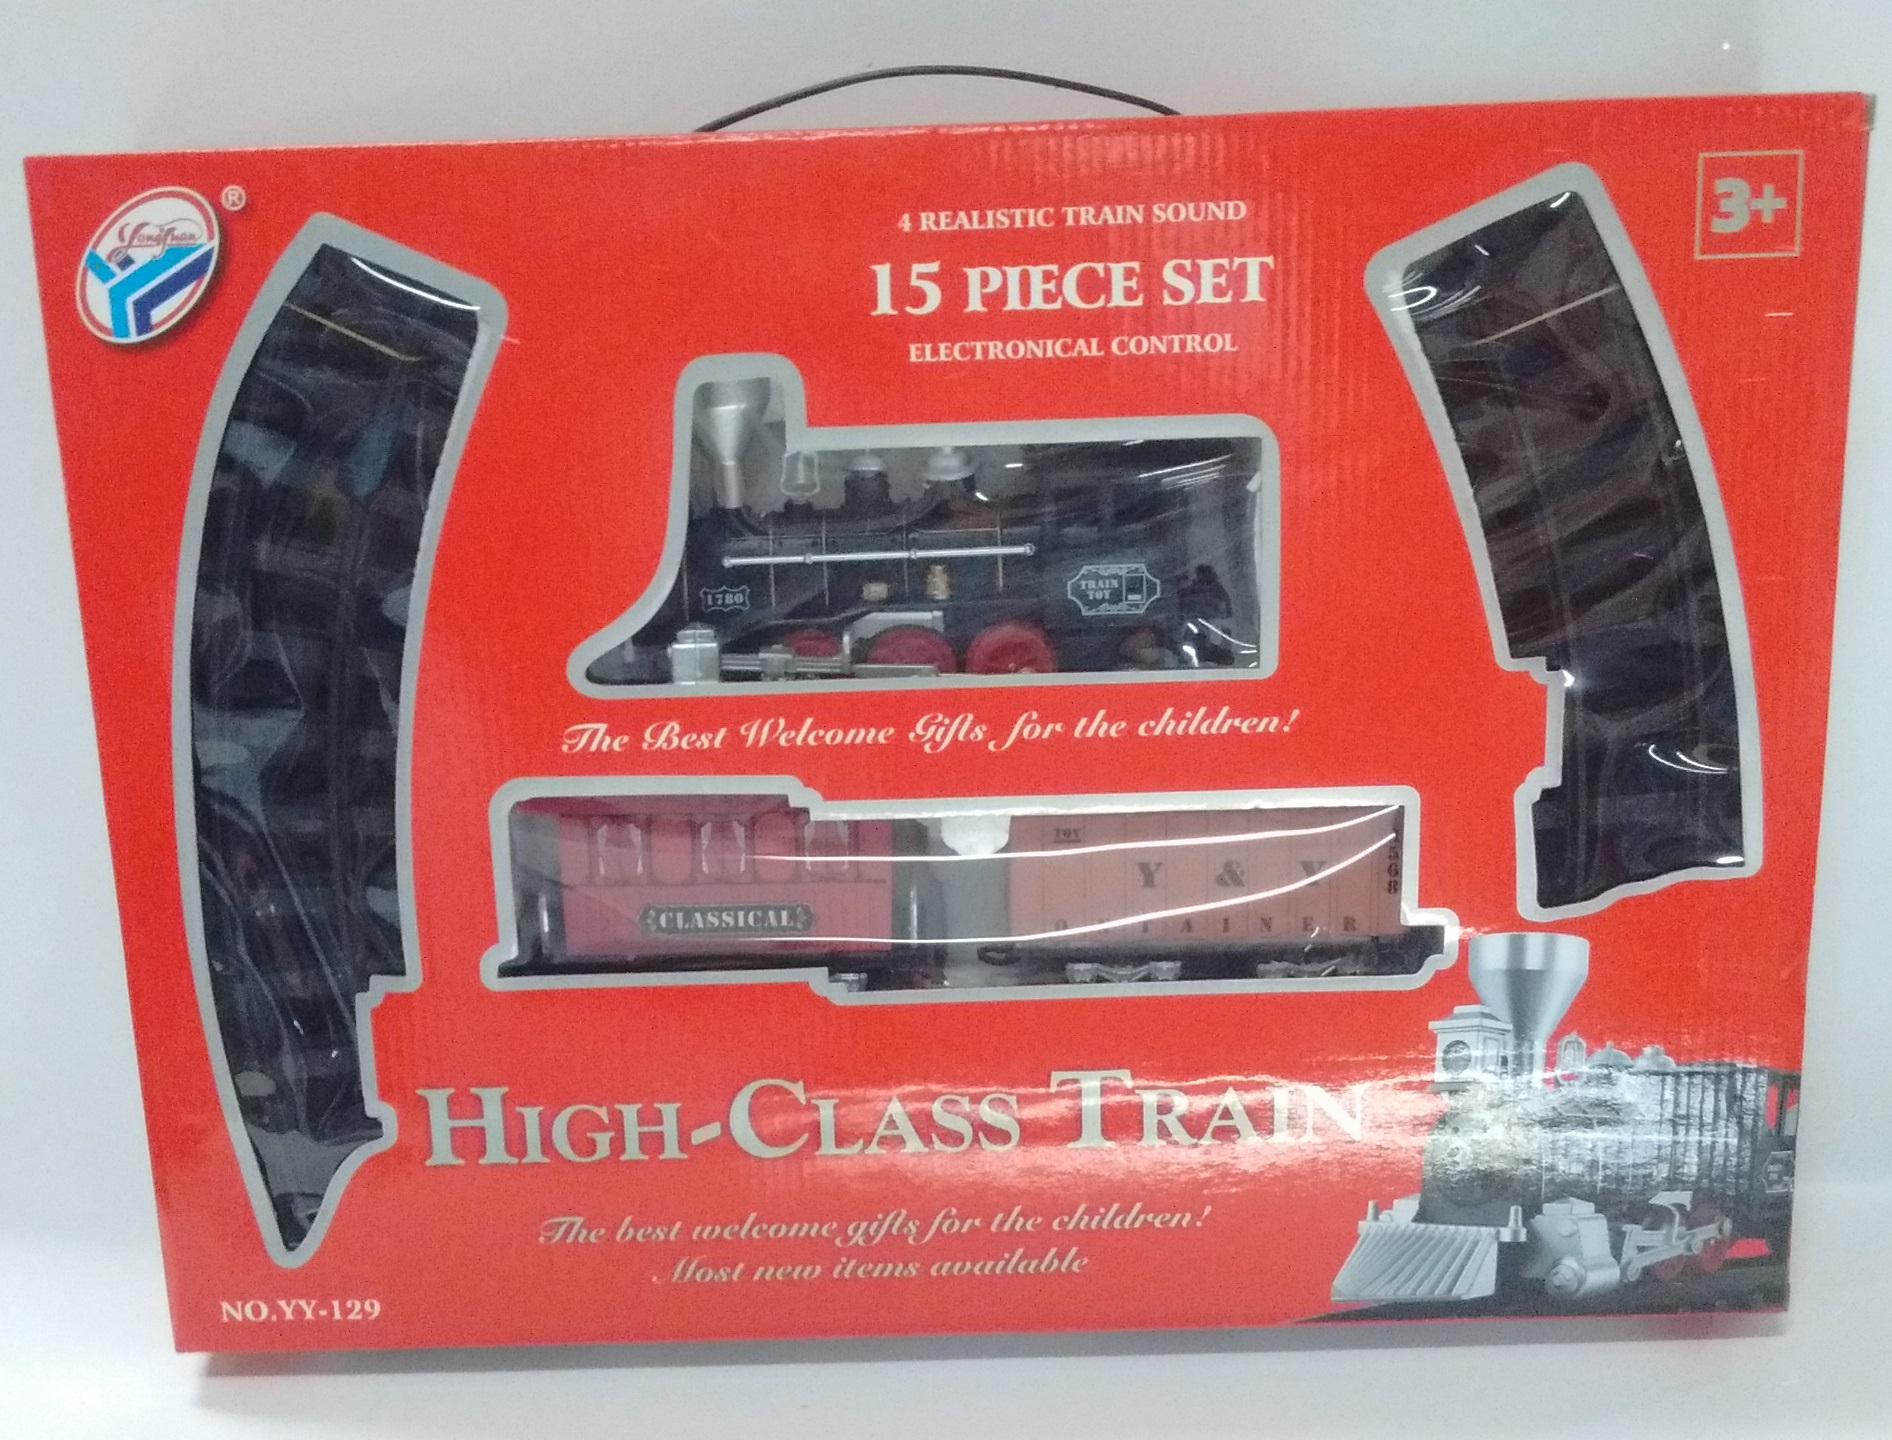 YongYuan
®
3+
4 REALISTIC TRAIN SOUND
15 PIECE SET
ELECTRONICAL CONTROL
1780
TRAIN
TOY
The Best Welcome Gifts for the children!
CLASSICAL
TOY
Y & Y
568
HIGH-CLASS TRAIN
The best welcome gifts for the children!
Most new items available
NO.YY-129